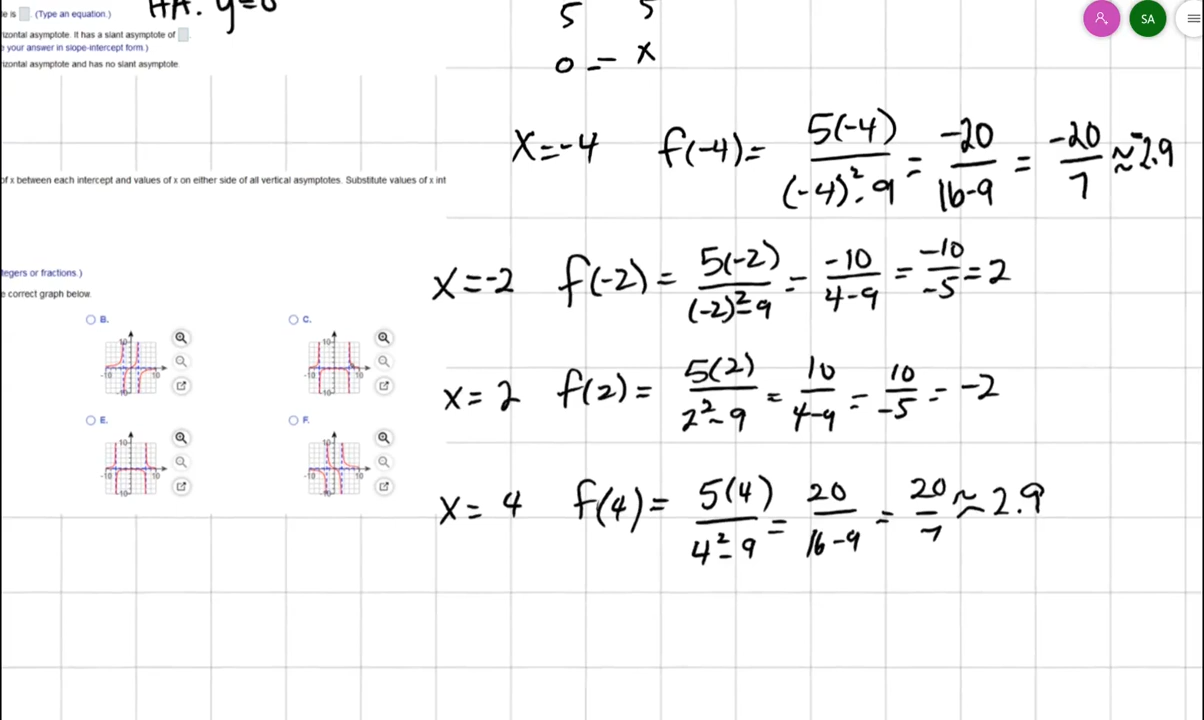 e is . (Type an equation.)
HA: y=0
izontal asymptote. It has a slant asymptote of .
e your answer in slope-intercept form.)
izontal asymptote and has no slant asymptote.
5 5
0 = x
SA
x=-4 f(-4)= 5(-4)/(-4)²-9 = -20/16-9 = -20/7 ≈ -2.9
of x between each intercept and values of x on either side of all vertical asymptotes. Substitute values of x int
x=-2 f(-2)= 5(-2)/(-2)²-9 = -10/4-9 = -10/-5 = 2
tegers or fractions.)
e correct graph below.
B.
C.
x=2 f(2)= 5(2)/2²-9 = 10/4-9 = 10/-5 = -2
E.
F.
x=4 f(4)= 5(4)/4²-9 = 20/16-9 = 20/7 ≈ 2.9